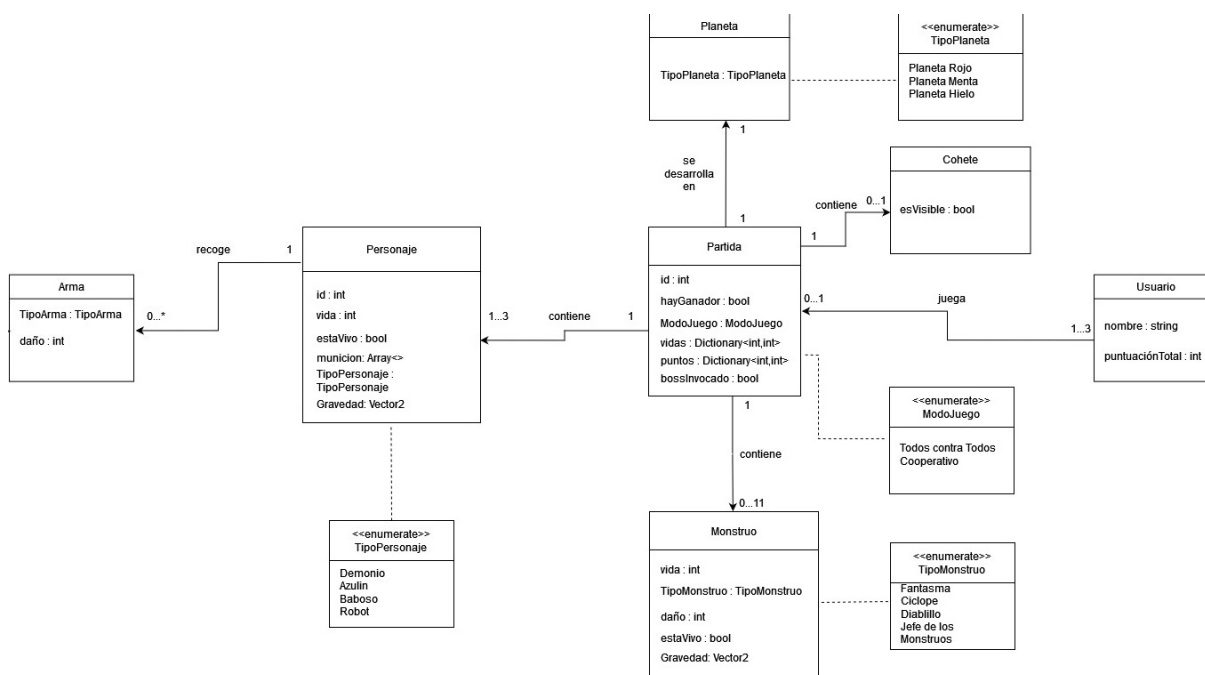 Planeta
TipoPlaneta : TipoPlaneta
<<enumerate>>
TipoPlaneta
Planeta Rojo
Planeta Menta
Planeta Hielo
1
se
desarrolla
en
1
Cohete
esVisible : bool
contiene
0...1
1
Arma
TipoArma : TipoArma
daño : int
recoge
1
0...*
Personaje
id : int
vida : int
estaVivo : bool
municion: Array<>
TipoPersonaje :
TipoPersonaje
Gravedad: Vector2
1...3
contiene
1
Partida
id : int
hayGanador : bool
ModoJuego : ModoJuego
vidas : Dictionary<int,int>
puntos : Dictionary<int,int>
bossInvocado : bool
0...1
juega
1...3
Usuario
nombre : string
puntuaciónTotal : int
<<enumerate>>
ModoJuego
Todos contra Todos
Cooperativo
1
contiene
0...11
<<enumerate>>
TipoPersonaje
Demonio
Azulin
Baboso
Robot
Monstruo
vida : int
TipoMonstruo : TipoMonstruo
daño : int
estaVivo : bool
Gravedad: Vector2
<<enumerate>>
TipoMonstruo
Fantasma
Ciclope
Diablillo
Jefe de los
Monstruos